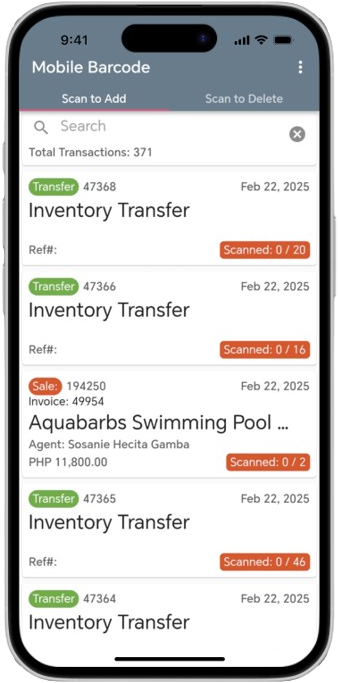 9:41
Mobile Barcode
Scan to Add Scan to Delete
Search
Total Transactions: 371
Transfer 47368 Feb 22, 2025
Inventory Transfer
Ref#: Scanned: 0 / 20
Transfer 47366 Feb 22, 2025
Inventory Transfer
Ref#: Scanned: 0 / 16
Sale: 194250 Feb 22, 2025
Invoice: 49954
Aquabarbs Swimming Pool ...
Agent: Sosanie Hecita Gamba
PHP 11,800.00 Scanned: 0 / 2
Transfer 47365 Feb 22, 2025
Inventory Transfer
Ref#: Scanned: 0 / 46
Transfer 47364 Feb 22, 2025
Inventory Transfer